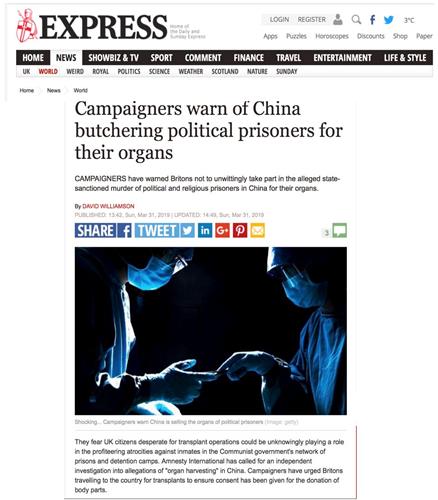 EXPRESS
Home of the Daily and Sunday Express
LOGIN REGISTER 3°C
Apps Puzzles Horoscopes Discounts Shop Paper
HOME NEWS SHOWBIZ & TV SPORT COMMENT FINANCE TRAVEL ENTERTAINMENT LIFE & STYLE
UK WORLD WEIRD ROYAL POLITICS SCIENCE WEATHER SCOTLAND NATURE SUNDAY
Home News World
Campaigners warn of China
butchering political prisoners for
their organs
CAMPAIGNERS have warned Britons not to unwittingly take part in the alleged state-
sanctioned murder of political and religious prisoners in China for their organs.
By DAVID WILLIAMSON
PUBLISHED: 13:42, Sun, Mar 31, 2019 | UPDATED: 14:49, Sun, Mar 31, 2019
SHARE f TWEET in G+ 3
Shocking... Campaigners warn China is selling the organs of political prisoners (Image: getty)
They fear UK citizens desperate for transplant operations could be unknowingly playing a role
in the profiteering atrocities against inmates in the Communist government's network of
prisons and detention camps. Amnesty International has called for an independent
investigation into allegations of "organ harvesting" in China. Campaigners have urged Britons
travelling to the country for transplants to ensure consent has been given for the donation of
body parts.